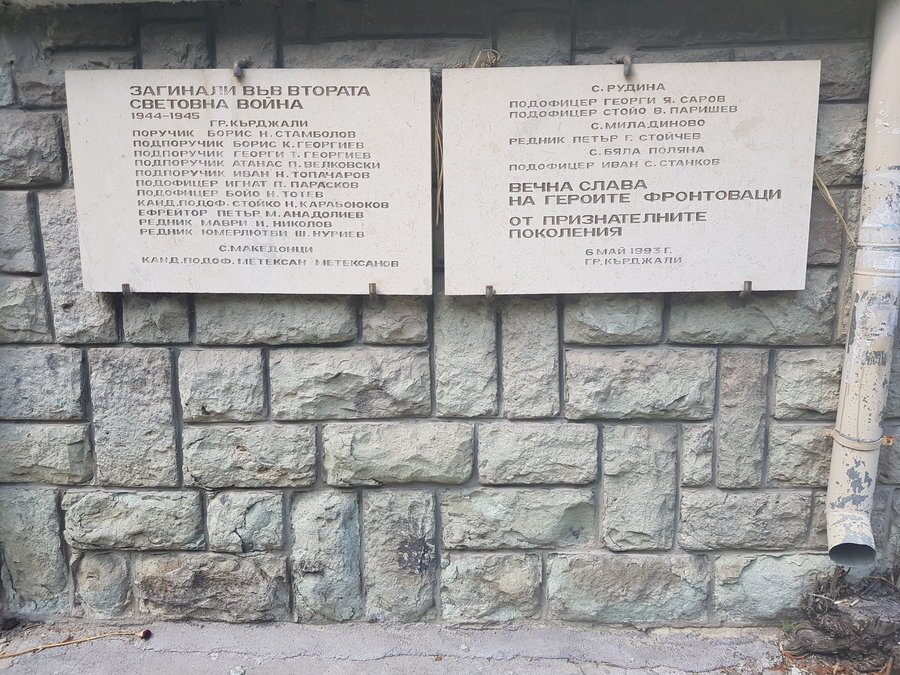 ЗАГИНАЛИ ВЪВ ВТОРАТА
СВЕТОВНА ВОЙНА
1944-1945
ГР.КЪРДЖАЛИ
ПОРУЧИК БОРИС Н. СТАМБОЛОВ
ПОДПОРУЧИК БОРИС К. ГЕОРГИЕВ
ПОДПОРУЧИК ГЕОРГИ Т. ГЕОРГИЕВ
ПОДПОРУЧИК АТАНАС П. ВЕЛКОВСКИ
ПОДПОРУЧИК ИВАН Н. ТОПАЧАРОВ
ПОДОФИЦЕР ИГНАТ П. ПАРАСКОВ
ПОДОФИЦЕР БОЙО Н. ТОТЕВ
КАНД.ПОДОФ. СТОЙКО Н. КАРАБОЮКОВ
ЕФРЕЙТОР ПЕТЪР М. АНАДОЛИЕВ
РЕДНИК МАВРИ И. НИКОЛОВ
РЕДНИК ЮМЕРЛЮТВИ Ш. НУРИЕВ
С.МАКЕДОНЦИ
КАНД.ПОДОФ. МЕТЕКСАН МЕТЕКСАНОВ
С. РУДИНА
ПОДОФИЦЕР ГЕОРГИ Я. САРОВ
ПОДОФИЦЕР СТОЙО В. ПАРИШЕВ
С. МИЛАДИНОВО
РЕДНИК ПЕТЪР Г. СТОЙЧЕВ
С. БЯЛА ПОЛЯНА
ПОДОФИЦЕР ИВАН С. СТАНКОВ
ВЕЧНА СЛАВА
НА ГЕРОИТЕ ФРОНТОВАЦИ
ОТ ПРИЗНАТЕЛНИТЕ
ПОКОЛЕНИЯ
6 МАЙ 1993 Г.
ГР.КЪРДЖАЛИ